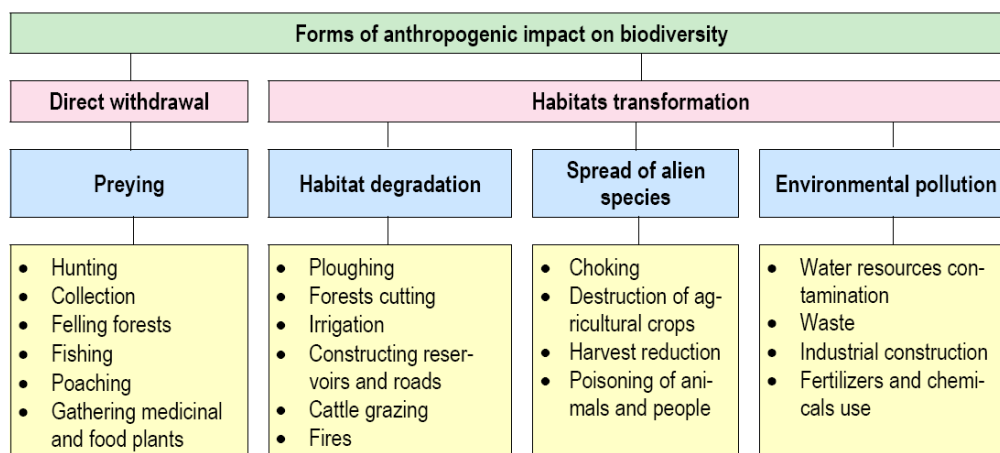 Forms of anthropogenic impact on biodiversity
Direct withdrawal
Habitats transformation
Preying
Habitat degradation
Spread of alien
species
Environmental pollution
• Hunting
• Collection
• Felling forests
• Fishing
• Poaching
• Gathering medicinal
and food plants
• Ploughing
• Forests cutting
• Irrigation
• Constructing reser-
voirs and roads
• Cattle grazing
• Fires
• Choking
• Destruction of ag-
ricultural crops
• Harvest reduction
• Poisoning of ani-
mals and people
• Water resources con-
tamination
• Waste
• Industrial construction
• Fertilizers and chemi-
cals use